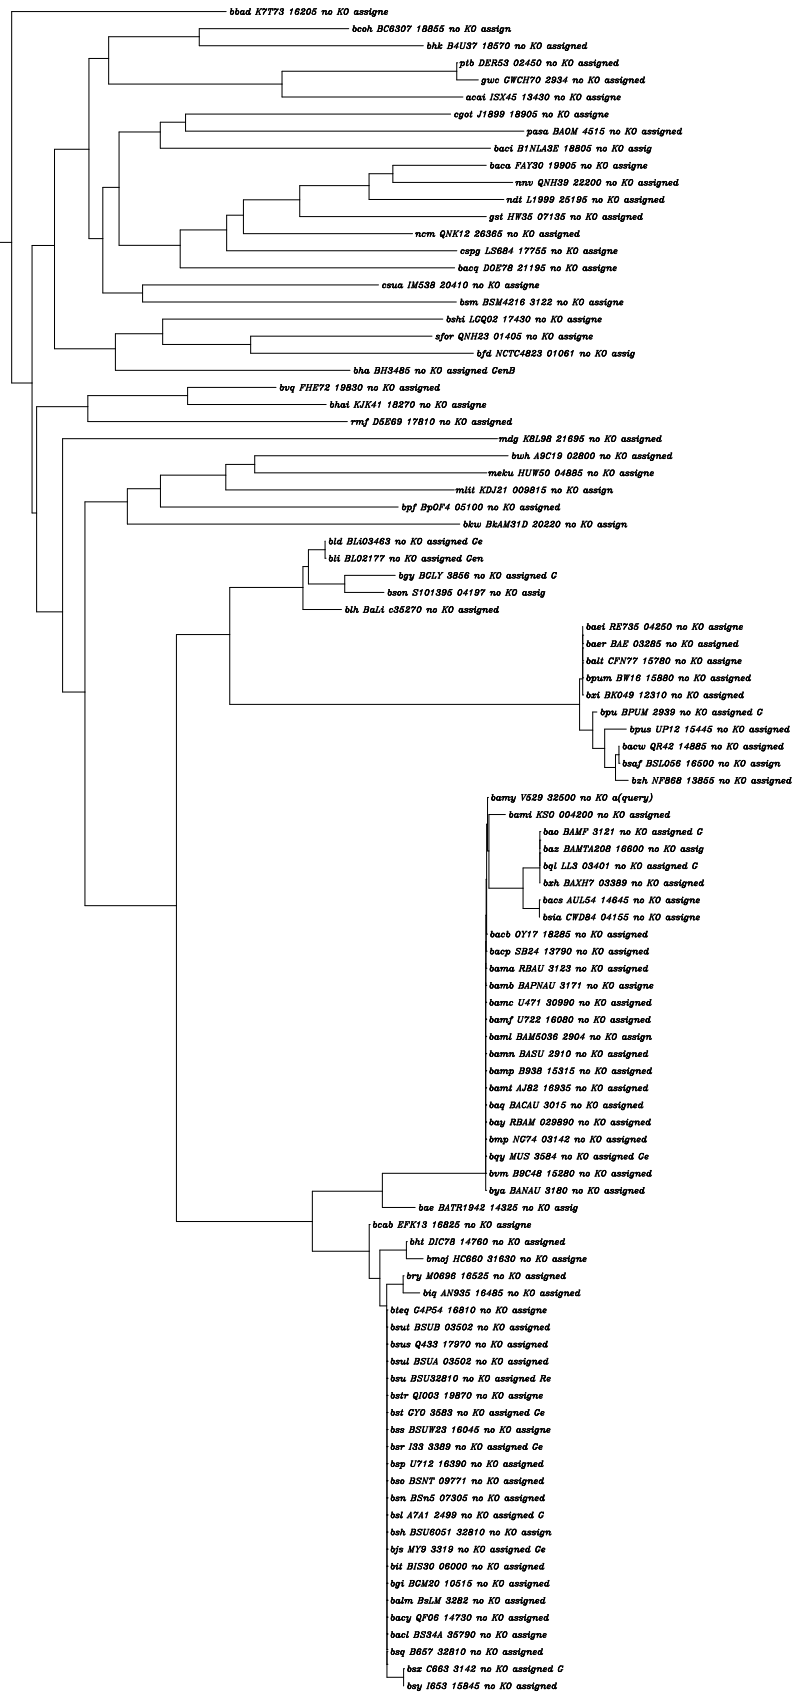 bbad K7T73 16205 no KO assigne
bcoh BC6307 18855 no KO assign
bhk B4U37 18570 no KO assigned
ptb DER53 02450 no KO assigned
gwc GWCH70 2934 no KO assigned
acai ISX45 13430 no KO assigne
cgot J1899 18905 no KO assigned
pasa BAOM 4515 no KO assigned
baci B1NLA3E 18805 no KO assig
baca FAY30 19905 no KO assigne
nnv QNH39 22200 no KO assigned
ndt L1999 25195 no KO assigned
gst HW35 07135 no KO assigned
ncm QNK12 26365 no KO assigned
cspg LS684 17755 no KO assigne
bacq DOE78 21195 no KO assigned
csua IM538 20410 no KO assigne
bsm BSM4216 3122 no KO assigned
bshi LGQ02 17430 no KO assigne
sfor QNH23 01405 no KO assigne
bfd NCTC4823 01061 no KO assig
bha BH3485 no KO assigned GenB
bvq FHE72 19830 no KO assigned
bhai KJK41 18270 no KO assigne
rmf D5E69 17810 no KO assigned
mdg K8L98 21695 no KO assigned
bwh A9C19 02800 no KO assigned
meku HUW50 04885 no KO assigne
mlit KDJ21 009815 no KO assign
bpf BpOF4 05100 no KO assigned
bkw BkAM31D 20220 no KO assign
bld BLi03463 no KO assigned Ge
bli BL02177 no KO assigned Gen
bgy BGLY 3856 no KO assigned G
bson S101395 04197 no KO assig
blh BaLi c35270 no KO assigned
baei RE735 04250 no KO assigne
baer BAE 03285 no KO assigned
balt CFN77 15780 no KO assigne
bpum BW16 15880 no KO assigned
bxi BK049 12310 no KO assigned
bpu BPUM 2939 no KO assigned G
bpus UP12 15445 no KO assigned
bacw QR42 14885 no KO assigned
bsaf BSL056 16500 no KO assign
bzh NF868 13855 no KO assigned
bamy V529 32500 no KO a(query)
bami KSO 004200 no KO assigned
bao BAMF 3121 no KO assigned G
baz BAMTA208 16600 no KO assig
bql LL3 03401 no KO assigned G
bxh BAXH7 03389 no KO assigned
bacs AUL54 14645 no KO assigne
bsia CWD84 04155 no KO assigne
bacb OY17 18285 no KO assigned
bacp SB24 13790 no KO assigned
bama RBAU 3123 no KO assigned
bamb BAPNAU 3171 no KO assigne
bamc U471 30990 no KO assigned
bamf U722 16080 no KO assigned
baml BAM5036 2904 no KO assign
bamn BASU 2910 no KO assigned
bamp B938 15315 no KO assigned
bamt AJ82 16935 no KO assigned
baq BACAU 3015 no KO assigned
bay RBAM 029890 no KO assigned
bmp NG74 03142 no KO assigned
bqy MUS 3584 no KO assigned Ge
bvm B9C48 15280 no KO assigned
bya BANAU 3180 no KO assigned
bae BATR1942 14325 no KO assig
bcab EFK13 16825 no KO assigne
bht DIC78 14760 no KO assigned
bmoj HC660 31630 no KO assigne
bry M0696 16525 no KO assigned
biq AN935 16485 no KO assigned
bteq G4P54 16810 no KO assigne
bsut BSUB 03502 no KO assigned
bsus Q433 17970 no KO assigned
bsul BSUA 03502 no KO assigned
bsu BSU32810 no KO assigned Re
bstr QI003 19870 no KO assigne
bst GYO 3583 no KO assigned Ge
bss BSUW23 16045 no KO assigne
bsr I33 3389 no KO assigned Ge
bsp U712 16390 no KO assigned
bso BSNT 09771 no KO assigned
bsn BSn5 07305 no KO assigned
bsl A7A1 2499 no KO assigned G
bsh BSU6051 32810 no KO assign
bjs MY9 3319 no KO assigned Ge
bit BIS30 06000 no KO assigned
bgi BGM20 10515 no KO assigned
balm BsLM 3282 no KO assigned
bacy QF06 14730 no KO assigned
bacl BS34A 35790 no KO assigne
bsq B657 32810 no KO assigned
bsx C663 3142 no KO assigned G
bsy I653 15845 no KO assigned